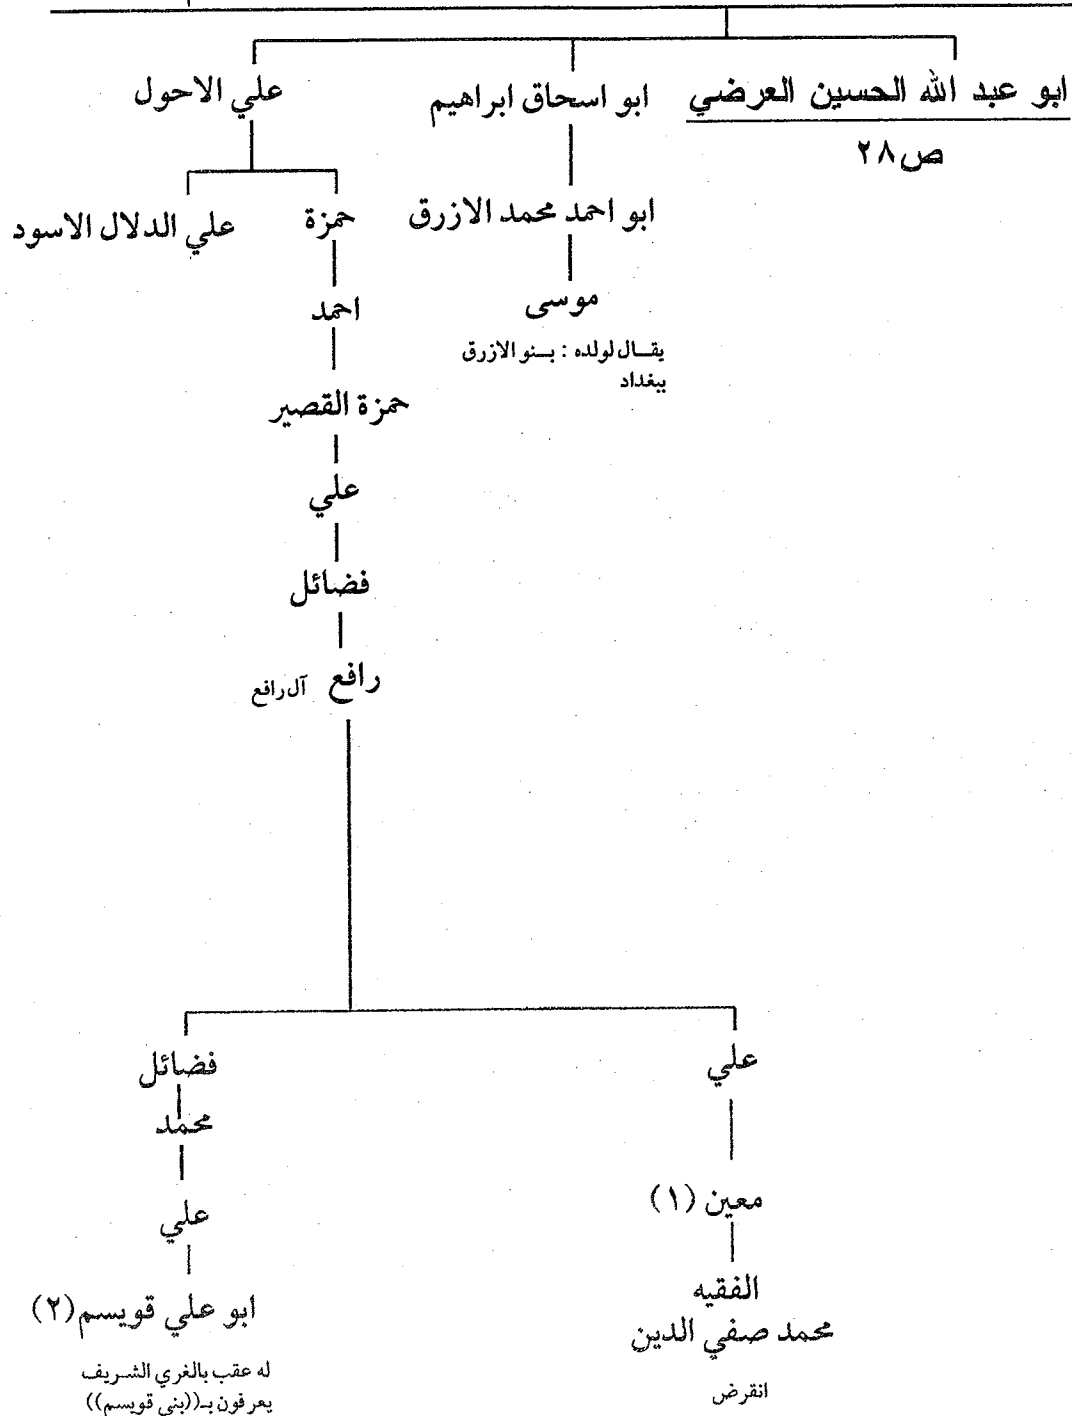 ابو عبد الله الحسين العرضي
ص٢٨
ابو اسحاق ابراهيم
علي الاحول
ابو احمد محمد الازرق
حمزة
علي الدلال الاسود
موسى
يقال لولده : بنو الازرق
ببغداد
احمد
حمزة القصير
علي
فضائل
رافع آل رافع
علي
فضائل
محمد
معين (١)
علي
الفقيه
محمد صفي الدين
ابو علي قويسم (٢)
انقرض
له عقب بالغري الشريف
يعرفون بـ((بني قويسم))